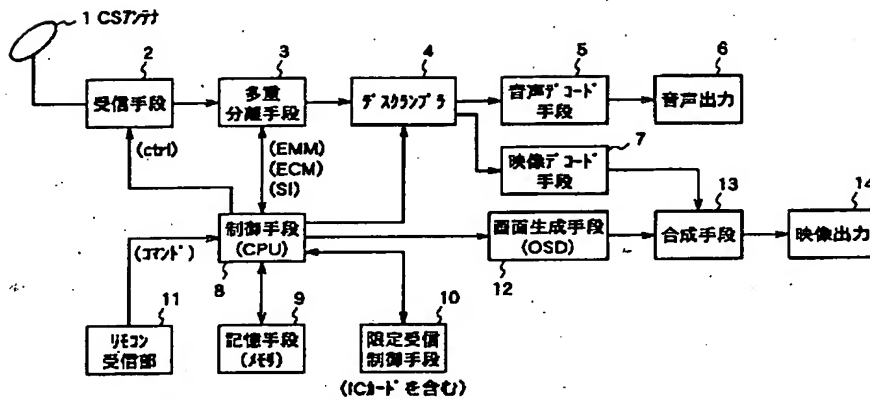 1 CSアンテナ
2
受信手段
3
多重
分離手段
4
デスクランブラ
5
音声デコード
手段
6
音声出力
7
映像デコード
手段
(ctrl)
(EMM)
(ECM)
(SI)
制御手段
(CPU)
8
(コマンド)
11
リモコン
受信部
9
記憶手段
(メモリ)
10
限定受信
制御手段
(ICカードを含む)
画面生成手段
(OSD)
12
13
合成手段
14
映像出力